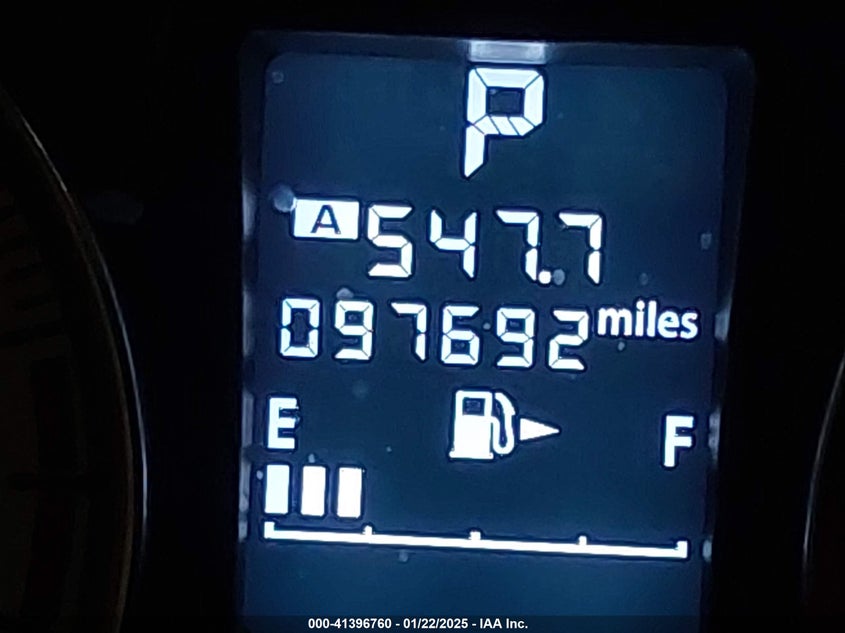 P
A 547.7
097692 miles
E F
000-41396760 - 01/22/2025 - IAA Inc.